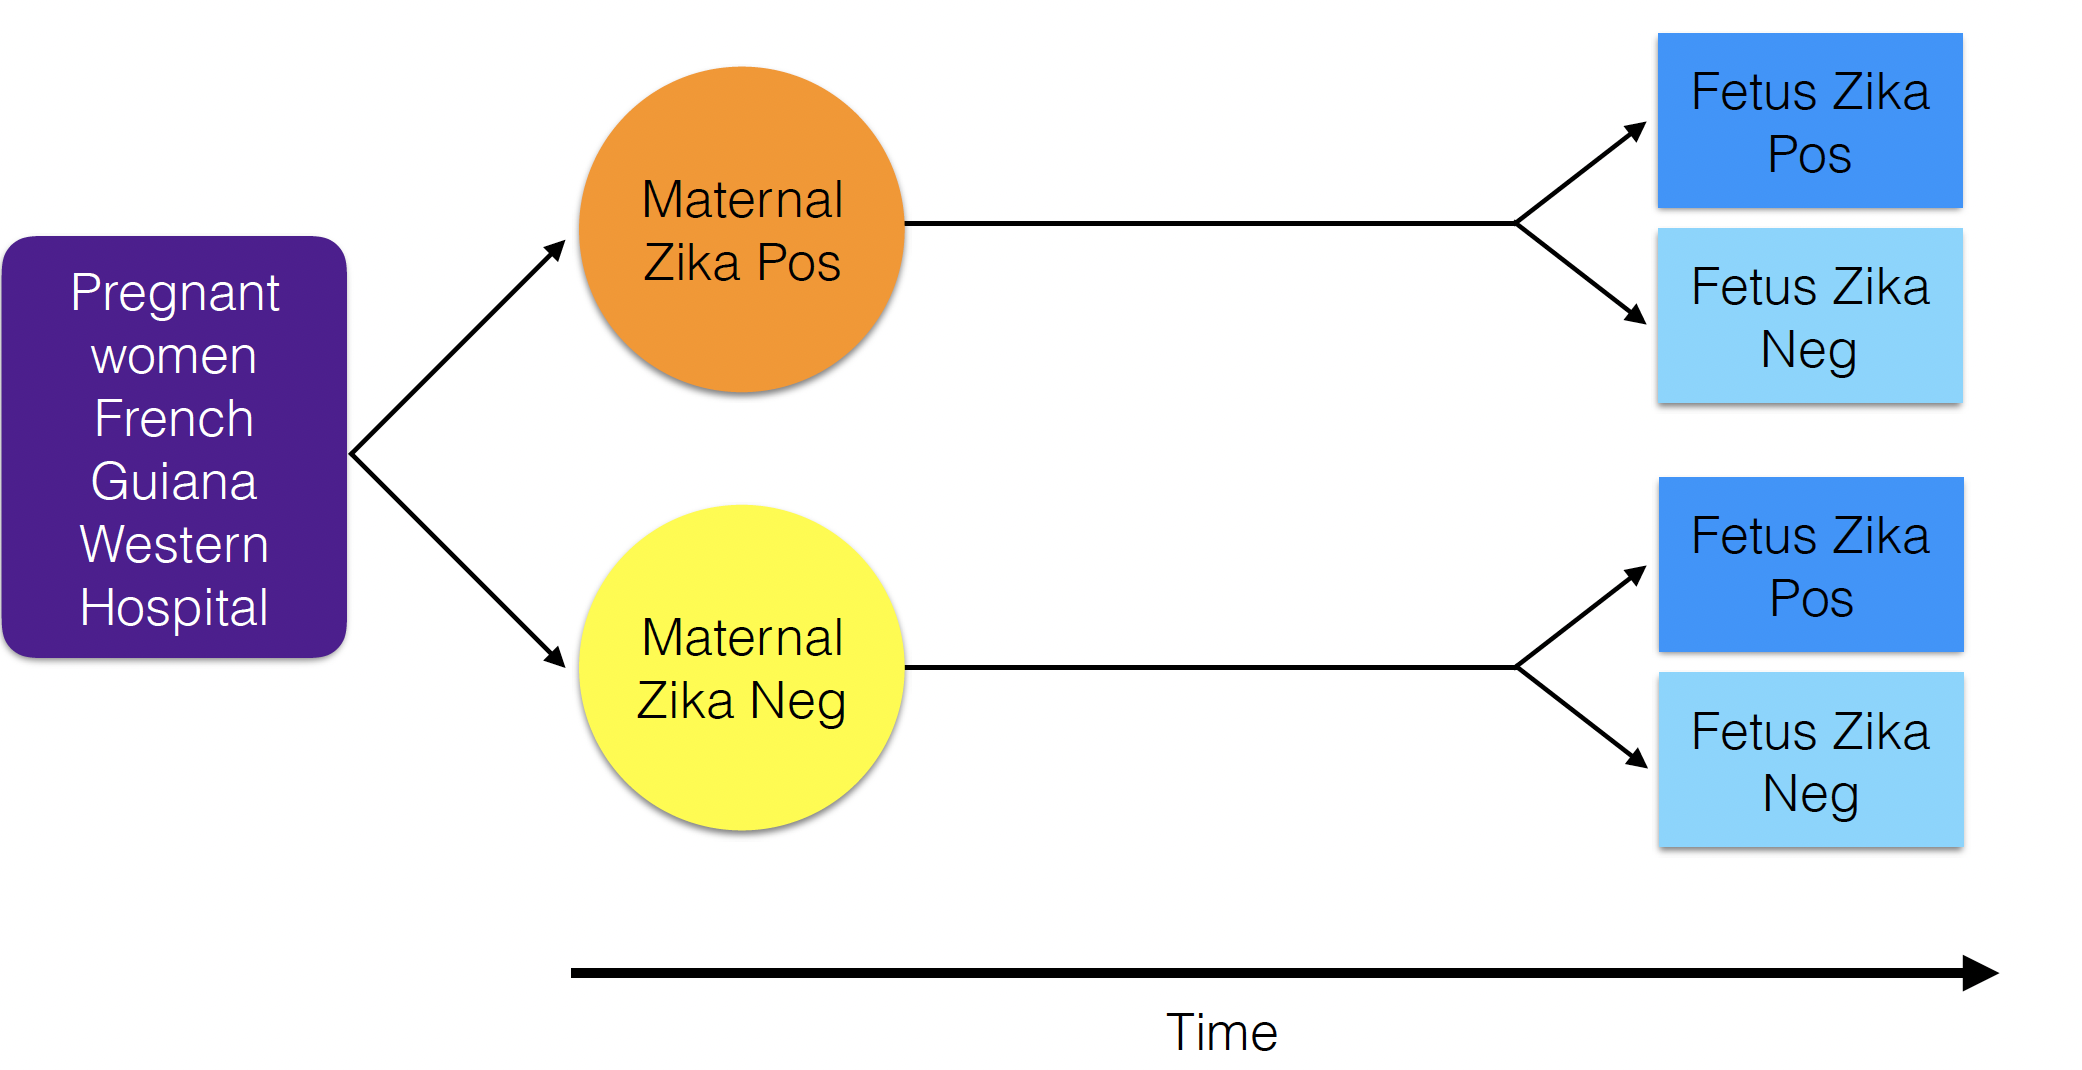 Pregnant
women
French
Guiana
Western
Hospital
Maternal
Zika Pos
Maternal
Zika Neg
Fetus Zika
Pos
Fetus Zika
Neg
Fetus Zika
Pos
Fetus Zika
Neg
Time